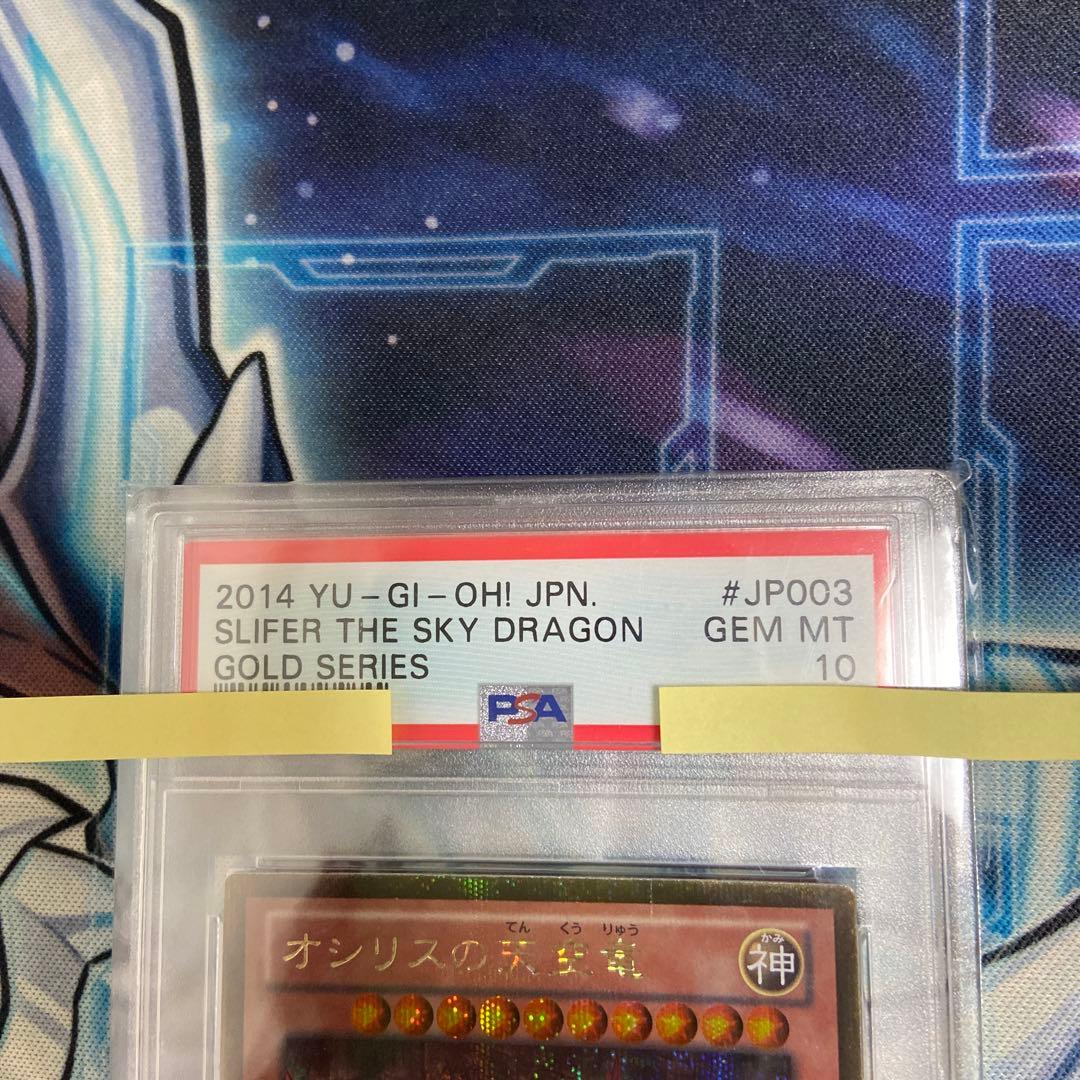 2014 YU-GI-OH! JPN. #JP003
SLIFER THE SKY DRAGON GEM MT
GOLD SERIES 10
PSA
てん くう りゅう
オシリスの天空竜
かみ
神